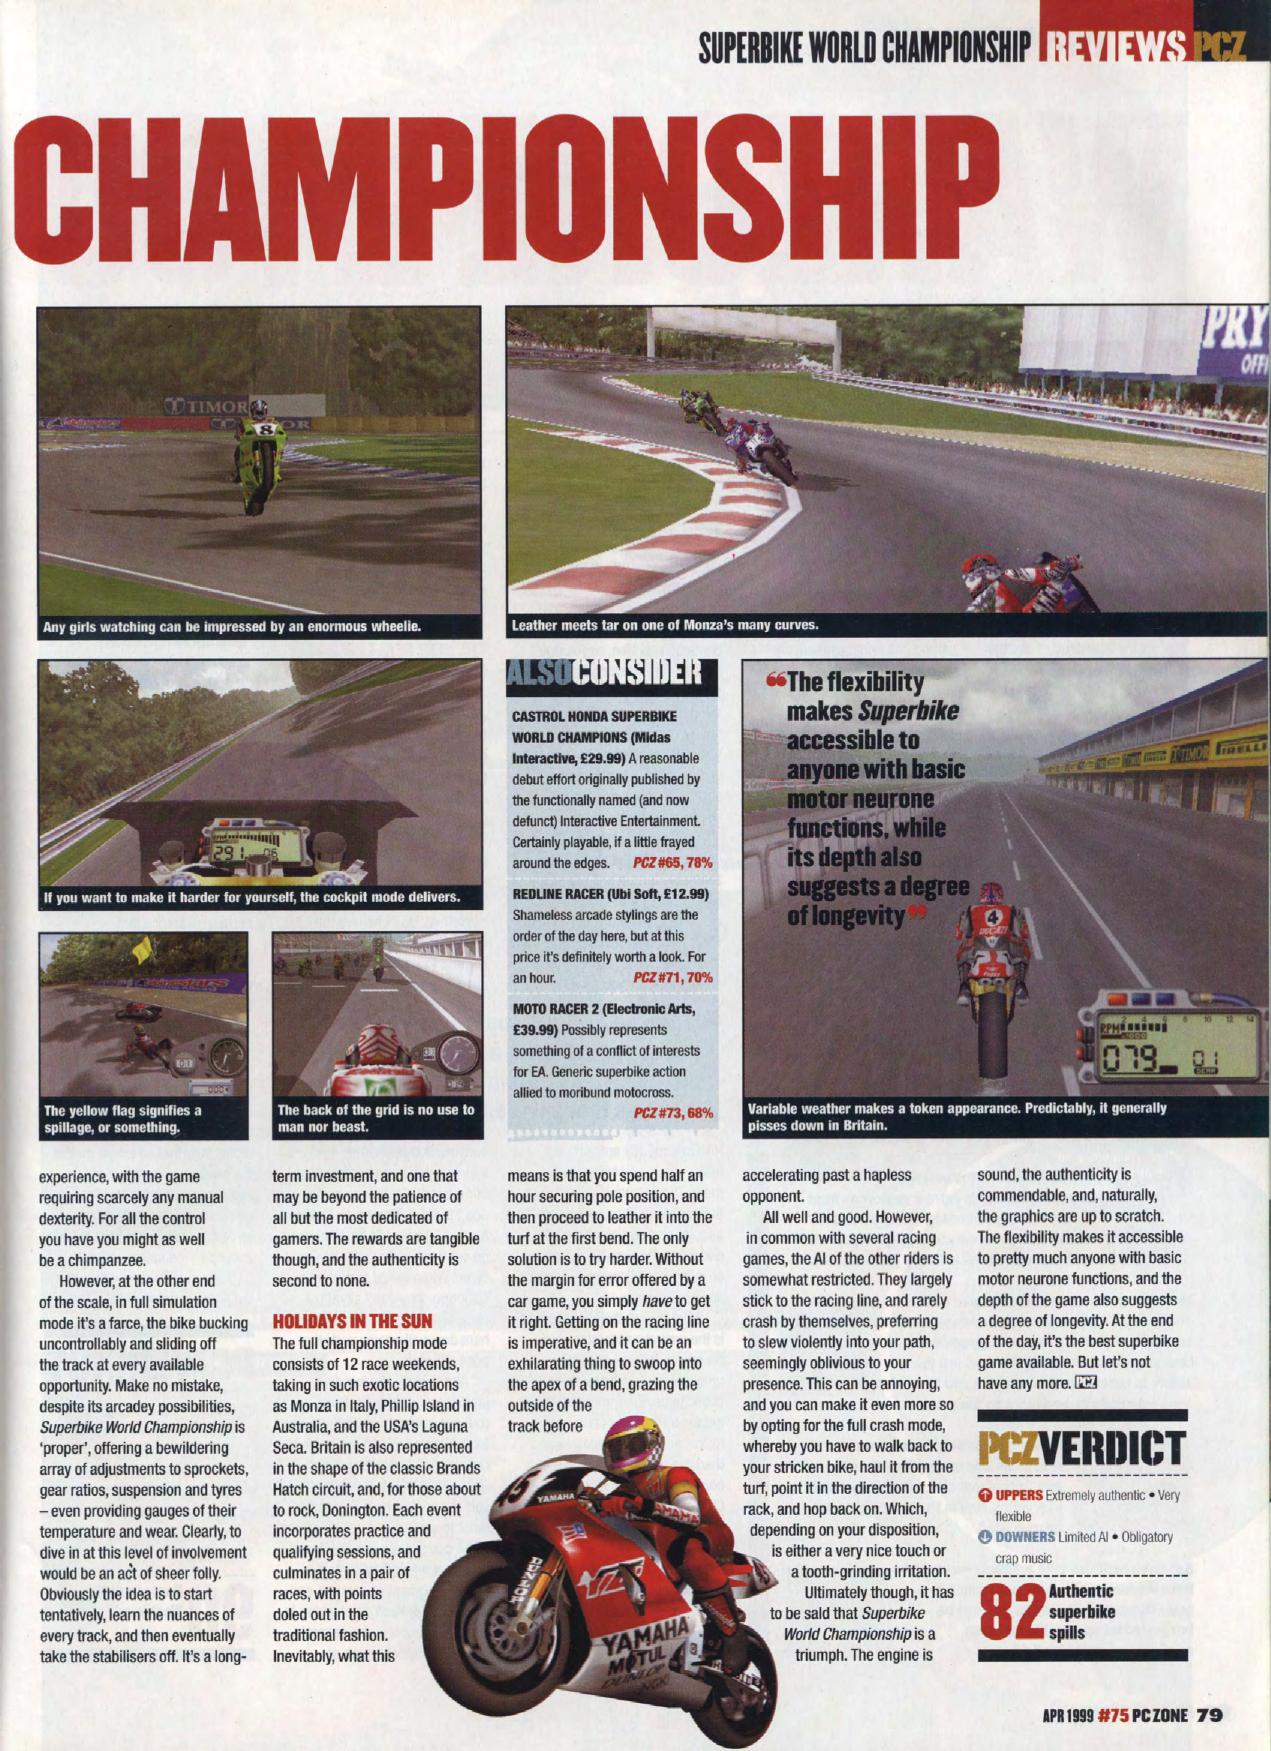 SUPERBIKE WORLD CHAMPIONSHIP REVIEWS PCZ
CHAMPIONSHIP
TIMOR
8
Any girls watching can be impressed by an enormous wheelie.
PRY
OFFI
Leather meets tar on one of Monza's many curves.
291 06
If you want to make it harder for yourself, the cockpit mode delivers.
The yellow flag signifies a
spillage, or something.
The back of the grid is no use to
man nor beast.
ALSO CONSIDER
CASTROL HONDA SUPERBIKE
WORLD CHAMPIONS (Midas
Interactive, £29.99) A reasonable
debut effort originally published by
the functionally named (and now
defunct) Interactive Entertainment.
Certainly playable, if a little frayed
around the edges. PCZ #65, 78%
REDLINE RACER (Ubi Soft, £12.99)
Shameless arcade stylings are the
order of the day here, but at this
price it's definitely worth a look. For
an hour. PCZ #71, 70%
MOTO RACER 2 (Electronic Arts,
£39.99) Possibly represents
something of a conflict of interests
for EA. Generic superbike action
allied to moribund motocross.
PCZ #73, 68%
“The flexibility
makes Superbike
accessible to
anyone with basic
motor neurone
functions, while
its depth also
suggests a degree
of longevity”
TIMOR
PIRELLI
4
DUCATI
2 4 6 8 10 12 14
RPM
x1000
079 01
GEAR
Variable weather makes a token appearance. Predictably, it generally
pisses down in Britain.
experience, with the game
requiring scarcely any manual
dexterity. For all the control
you have you might as well
be a chimpanzee.
However, at the other end
of the scale, in full simulation
mode it's a farce, the bike bucking
uncontrollably and sliding off
the track at every available
opportunity. Make no mistake,
despite its arcadey possibilities,
Superbike World Championship is
'proper', offering a bewildering
array of adjustments to sprockets,
gear ratios, suspension and tyres
– even providing gauges of their
temperature and wear. Clearly, to
dive in at this level of involvement
would be an act of sheer folly.
Obviously the idea is to start
tentatively, learn the nuances of
every track, and then eventually
take the stabilisers off. It's a long-
term investment, and one that
may be beyond the patience of
all but the most dedicated of
gamers. The rewards are tangible
though, and the authenticity is
second to none.
HOLIDAYS IN THE SUN
The full championship mode
consists of 12 race weekends,
taking in such exotic locations
as Monza in Italy, Phillip Island in
Australia, and the USA's Laguna
Seca. Britain is also represented
in the shape of the classic Brands
Hatch circuit, and, for those about
to rock, Donington. Each event
incorporates practice and
qualifying sessions, and
culminates in a pair of
races, with points
doled out in the
traditional fashion.
Inevitably, what this
means is that you spend half an
hour securing pole position, and
then proceed to leather it into the
turf at the first bend. The only
solution is to try harder. Without
the margin for error offered by a
car game, you simply have to get
it right. Getting on the racing line
is imperative, and it can be an
exhilarating thing to swoop into
the apex of a bend, grazing the
outside of the
track before
YAMAHA
DUNLOP
YAMAHA
MOTUL
DUNLOP
NGK
accelerating past a hapless
opponent.
All well and good. However,
in common with several racing
games, the AI of the other riders is
somewhat restricted. They largely
stick to the racing line, and rarely
crash by themselves, preferring
to slew violently into your path,
seemingly oblivious to your
presence. This can be annoying,
and you can make it even more so
by opting for the full crash mode,
whereby you have to walk back to
your stricken bike, haul it from the
turf, point it in the direction of the
rack, and hop back on. Which,
depending on your disposition,
is either a very nice touch or
a tooth-grinding irritation.
Ultimately though, it has
to be said that Superbike
World Championship is a
triumph. The engine is
sound, the authenticity is
commendable, and, naturally,
the graphics are up to scratch.
The flexibility makes it accessible
to pretty much anyone with basic
motor neurone functions, and the
depth of the game also suggests
a degree of longevity. At the end
of the day, it's the best superbike
game available. But let's not
have any more. PCZ
PCZ VERDICT
UPPERS Extremely authentic • Very
flexible
DOWNERS Limited AI • Obligatory
crap music
82 Authentic
superbike
spills
APR 1999 #75 PC ZONE 79